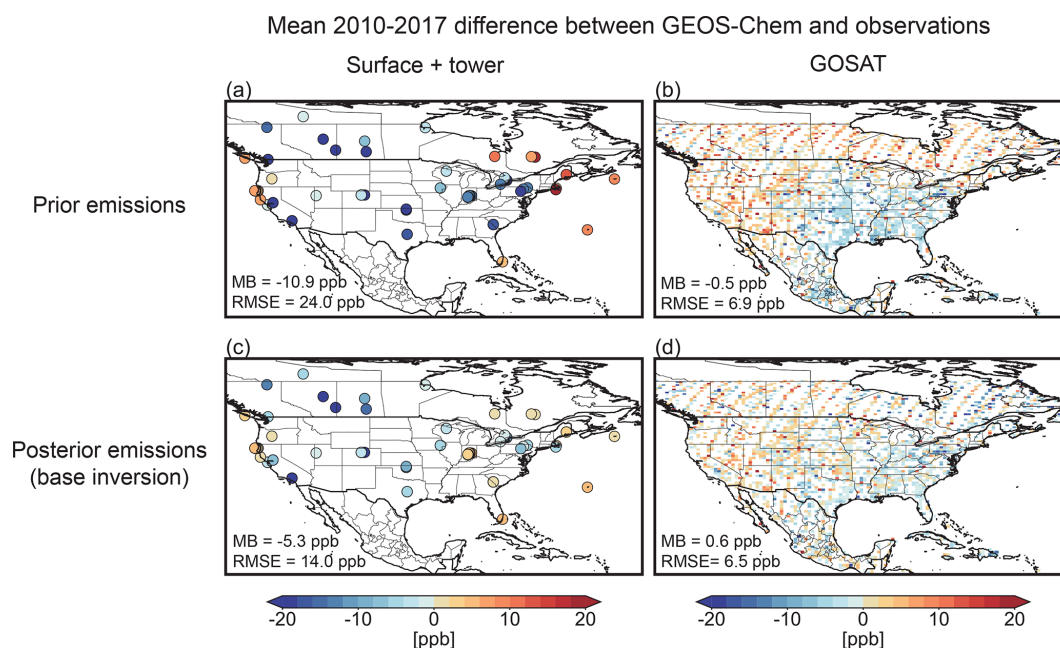 Mean 2010-2017 difference between GEOS-Chem and observations
Surface + tower
GOSAT
(a)
(b)
Prior emissions
MB = -10.9 ppb
RMSE = 24.0 ppb
MB = -0.5 ppb
RMSE = 6.9 ppb
(c)
(d)
Posterior emissions
(base inversion)
MB = -5.3 ppb
RMSE = 14.0 ppb
MB = 0.6 ppb
RMSE= 6.5 ppb
-20 -10 0 10 20
[ppb]
-20 -10 0 10 20
[ppb]